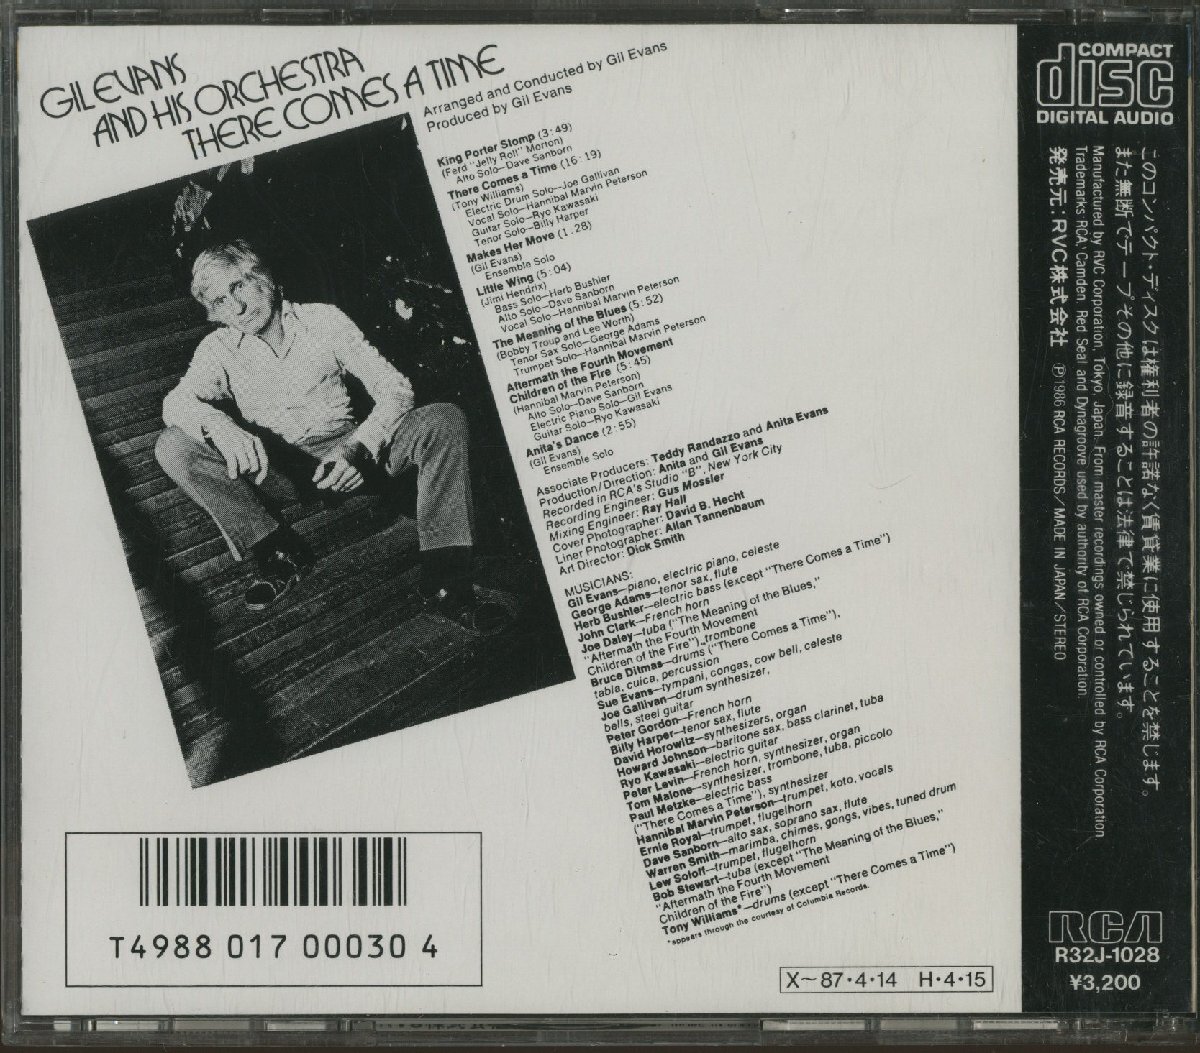 GIL EVANS
AND HIS ORCHESTRA
THERE COMES A TIME
Arranged and Conducted by Gil Evans
Produced by Gil Evans
King Porter Stomp (3:49)
(Ferd "Jelly Roll" Morton)
Alto Solo—Dave Sanborn
There Comes a Time (16:19)
(Tony Williams)
Electric Drum Solo—Joe Gallivan
Vocal Solo—Hannibal Marvin Peterson
Guitar Solo—Ryo Kawasaki
Tenor Solo—Billy Harper
Makes Her Move (1:28)
(Gil Evans)
Ensemble Solo
Little Wing (5:04)
(Jimi Hendrix)
Bass Solo—Herb Bushler
Alto Solo—Dave Sanborn
Vocal Solo—Hannibal Marvin Peterson
The Meaning of the Blues (5:52)
(Bobby Troup and Lee Worth)
Tenor Sax Solo—George Adams
Trumpet Solo—Hannibal Marvin Peterson
Aftermath the Fourth Movement
Children of the Fire (5:45)
(Hannibal Marvin Peterson)
Alto Solo—Dave Sanborn
Electric Piano Solo—Gil Evans
Guitar Solo—Ryo Kawasaki
Anita's Dance (2:55)
(Gil Evans)
Ensemble Solo
Associate Producers: Teddy Randazzo and Anita Evans
Production/Direction: Anita and Gil Evans
Recorded in RCA's Studio "B", New York City
Recording Engineer: Gus Mossler
Mixing Engineer: Ray Hall
Cover Photographer: David B. Hecht
Liner Photographer: Allan Tannenbaum
Art Director: Dick Smith
MUSICIANS:
Gil Evans—piano, electric piano, celeste
George Adams—tenor sax, flute
Herb Bushler—electric bass (except "There Comes a Time")
John Clark—French horn
Joe Daley—tuba ("The Meaning of the Blues,"
"Aftermath the Fourth Movement
Children of the Fire"), trombone
Bruce Ditmas—drums ("There Comes a Time"),
tabla, cuica, percussion
Sue Evans—tympani, congas, cow bell, celeste
Joe Gallivan—drum synthesizer,
bells, steel guitar
Peter Gordon—French horn
Billy Harper—tenor sax, flute
David Horowitz—synthesizers, organ
Howard Johnson—baritone sax, bass clarinet, tuba
Ryo Kawasaki—electric guitar
Peter Levin—French horn, synthesizer, organ
Tom Malone—synthesizer, trombone, tuba, piccolo
Paul Metzke—electric bass
("There Comes a Time"), synthesizer
Hannibal Marvin Peterson—trumpet, koto, vocals
Ernie Royal—trumpet, flugelhorn
Dave Sanborn—alto sax, soprano sax, flute
Warren Smith—marimba, chimes, gongs, vibes, tuned drum
Lew Soloff—trumpet, flugelhorn
Bob Stewart—tuba (except "The Meaning of the Blues,"
"Aftermath the Fourth Movement
Children of the Fire")
Tony Williams*—drums (except "There Comes a Time")
*appears through the courtesy of Columbia Records.
T4988 017 00030 4
X〜87・4・14 H・4・15
COMPACT
disc
DIGITAL AUDIO
このコンパクト・ディスクは権利者の許諾なく賃貸業に使用することを禁じます。
また無断でテープその他に録音することは法律で禁じられています。
Manufactured by RVC Corporation, Tokyo, Japan. From master recordings owned or controlled by RCA Corporation
Trademarks RCA, Camden, Red Seal and Dynagroove used by authority of RCA Corporation.
発売元：RVC株式会社 Ⓟ1986 RCA RECORDS/MADE IN JAPAN/STEREO
RCA
R32J-1028
¥3,200